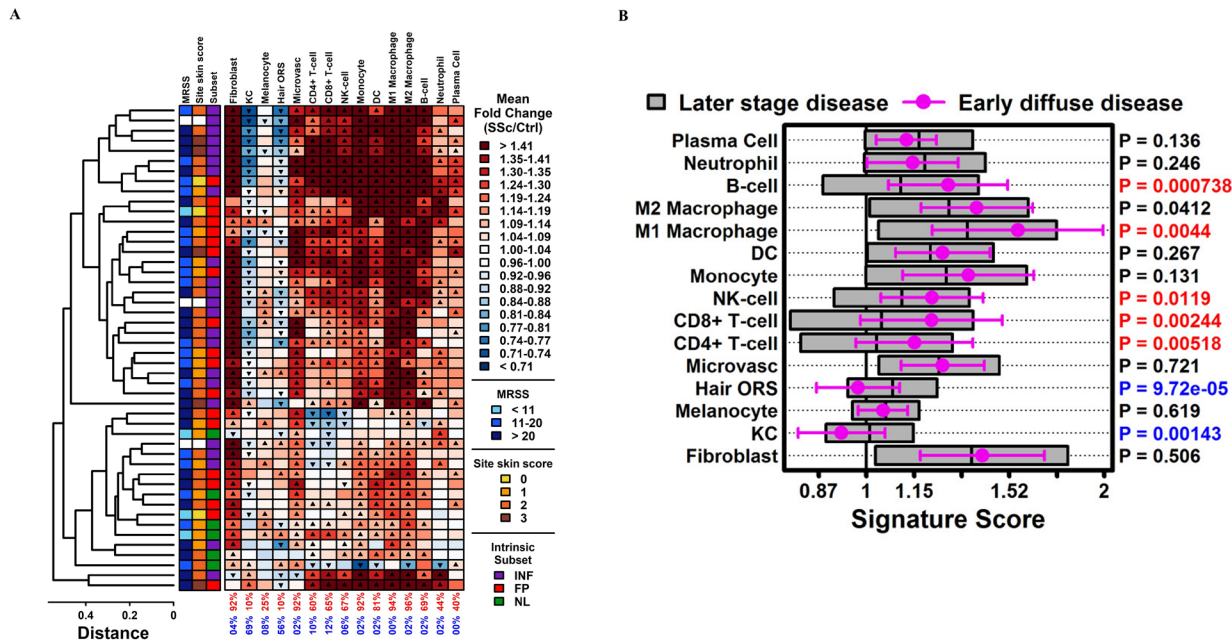 A
MRSS
Site skin score
Subset
Fibroblast
KC
Melanocyte
Hair ORS
Microvasc
CD4+ T-cell
CD8+ T-cell
NK-cell
Monocyte
DC
M1 Macrophage
M2 Macrophage
B-cell
Neutrophil
Plasma Cell
Mean
Fold Change
(SSc/Ctrl)
> 1.41
1.35-1.41
1.30-1.35
1.24-1.30
1.19-1.24
1.14-1.19
1.09-1.14
1.04-1.09
1.00-1.04
0.96-1.00
0.92-0.96
0.88-0.92
0.84-0.88
0.81-0.84
0.77-0.81
0.74-0.77
0.71-0.74
< 0.71
MRSS
< 11
11-20
> 20
Site skin score
0
1
2
3
Intrinsic
Subset
INF
FP
NL
04% 92%
69% 10%
08% 25%
56% 10%
02% 92%
10% 60%
12% 65%
06% 67%
02% 92%
02% 81%
00% 94%
02% 96%
02% 69%
02% 44%
00% 40%
0.4 0.2 0
Distance
B
Later stage disease Early diffuse disease
Plasma Cell P = 0.136
Neutrophil P = 0.246
B-cell P = 0.000738
M2 Macrophage P = 0.0412
M1 Macrophage P = 0.0044
DC P = 0.267
Monocyte P = 0.131
NK-cell P = 0.0119
CD8+ T-cell P = 0.00244
CD4+ T-cell P = 0.00518
Microvasc P = 0.721
Hair ORS P = 9.72e-05
Melanocyte P = 0.619
KC P = 0.00143
Fibroblast P = 0.506
0.87 1 1.15 1.52 2
Signature Score